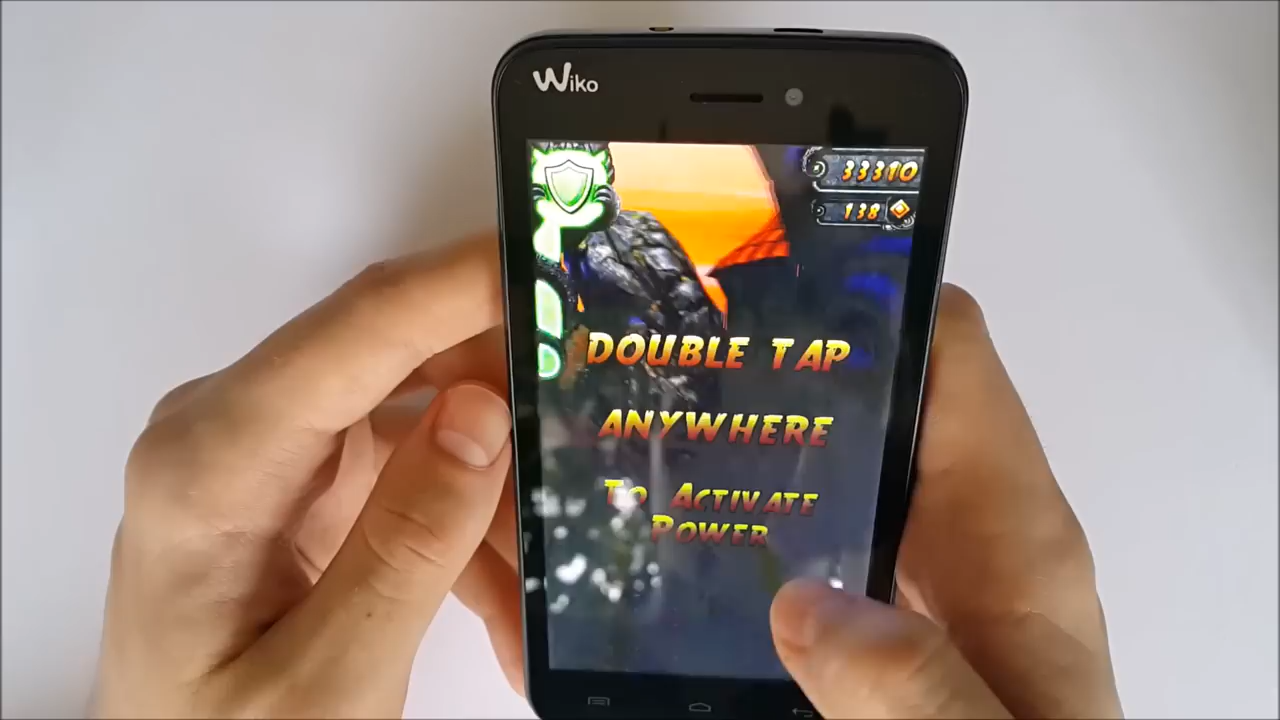 Wiko
33310
138
DOUBLE TAP
ANYWHERE
To Activate
Power